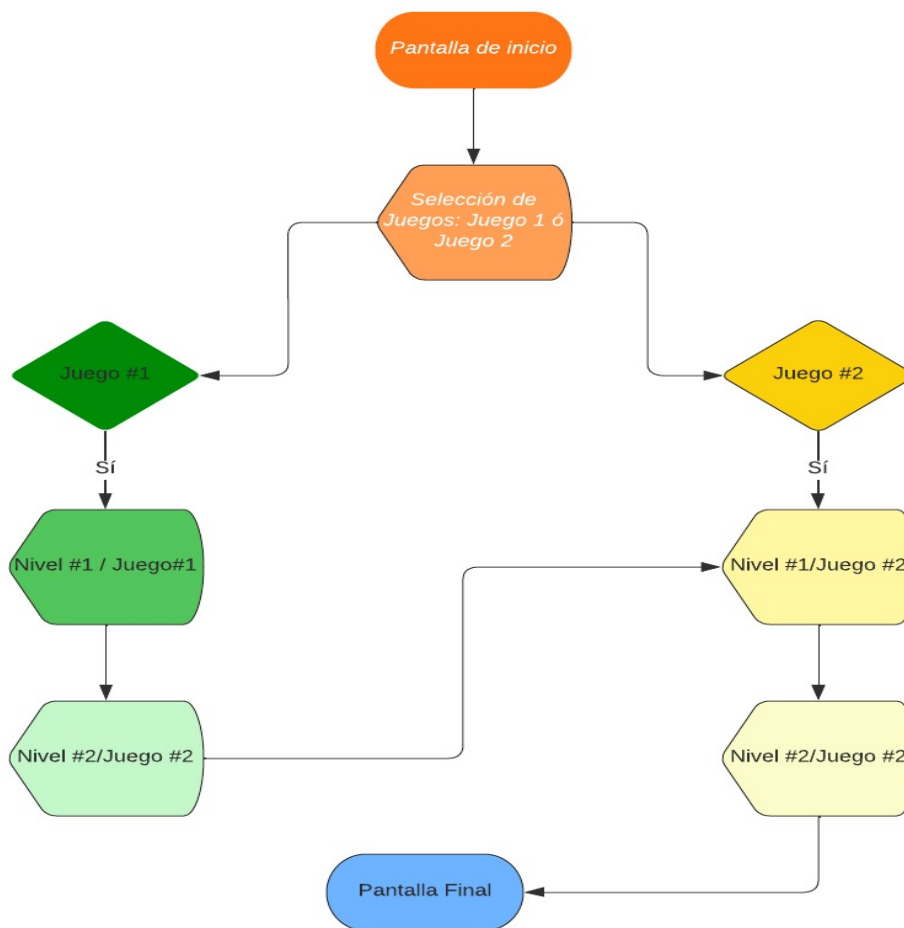 Pantalla de inicio
Selección de
Juegos: Juego 1 ó
Juego 2
Juego #1
Juego #2
Sí
Sí
Nivel #1 / Juego#1
Nivel #1/Juego #2
Nivel #2/Juego #2
Nivel #2/Juego #2
Pantalla Final